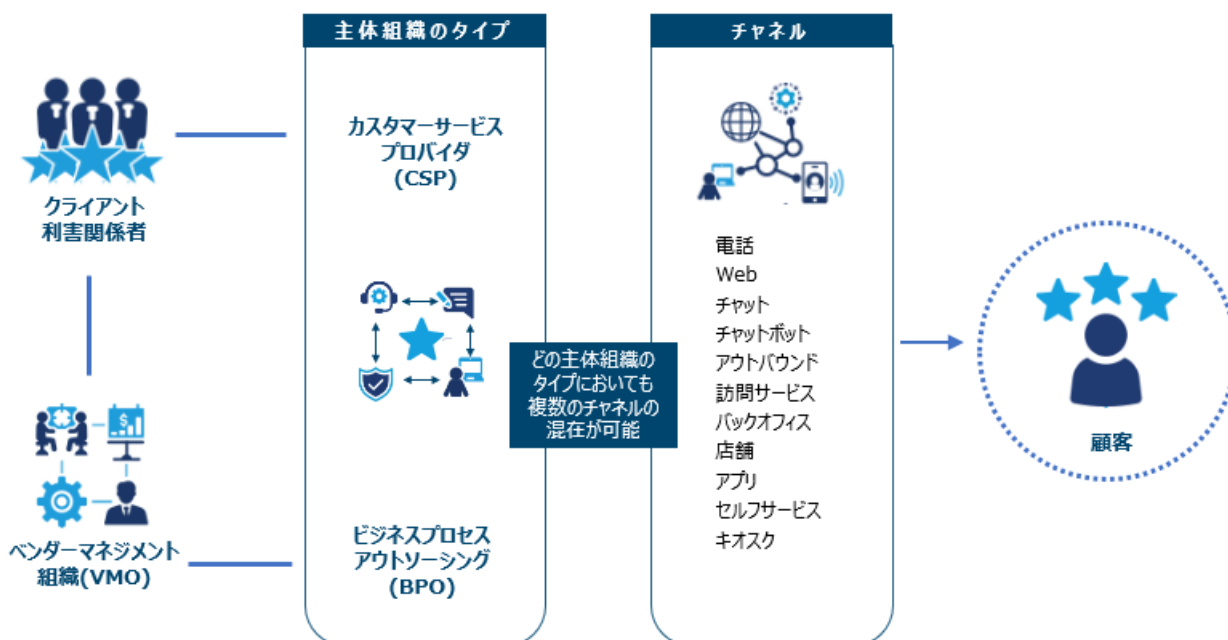 主体組織のタイプ
チャネル
クライアント
利害関係者
ベンダーマネジメント
組織(VMO)
カスタマーサービス
プロバイダ
(CSP)
ビジネスプロセス
アウトソーシング
(BPO)
どの主体組織の
タイプにおいても
複数のチャネルの
混在が可能
電話
Web
チャット
チャットボット
アウトバウンド
訪問サービス
バックオフィス
店舗
アプリ
セルフサービス
キオスク
顧客